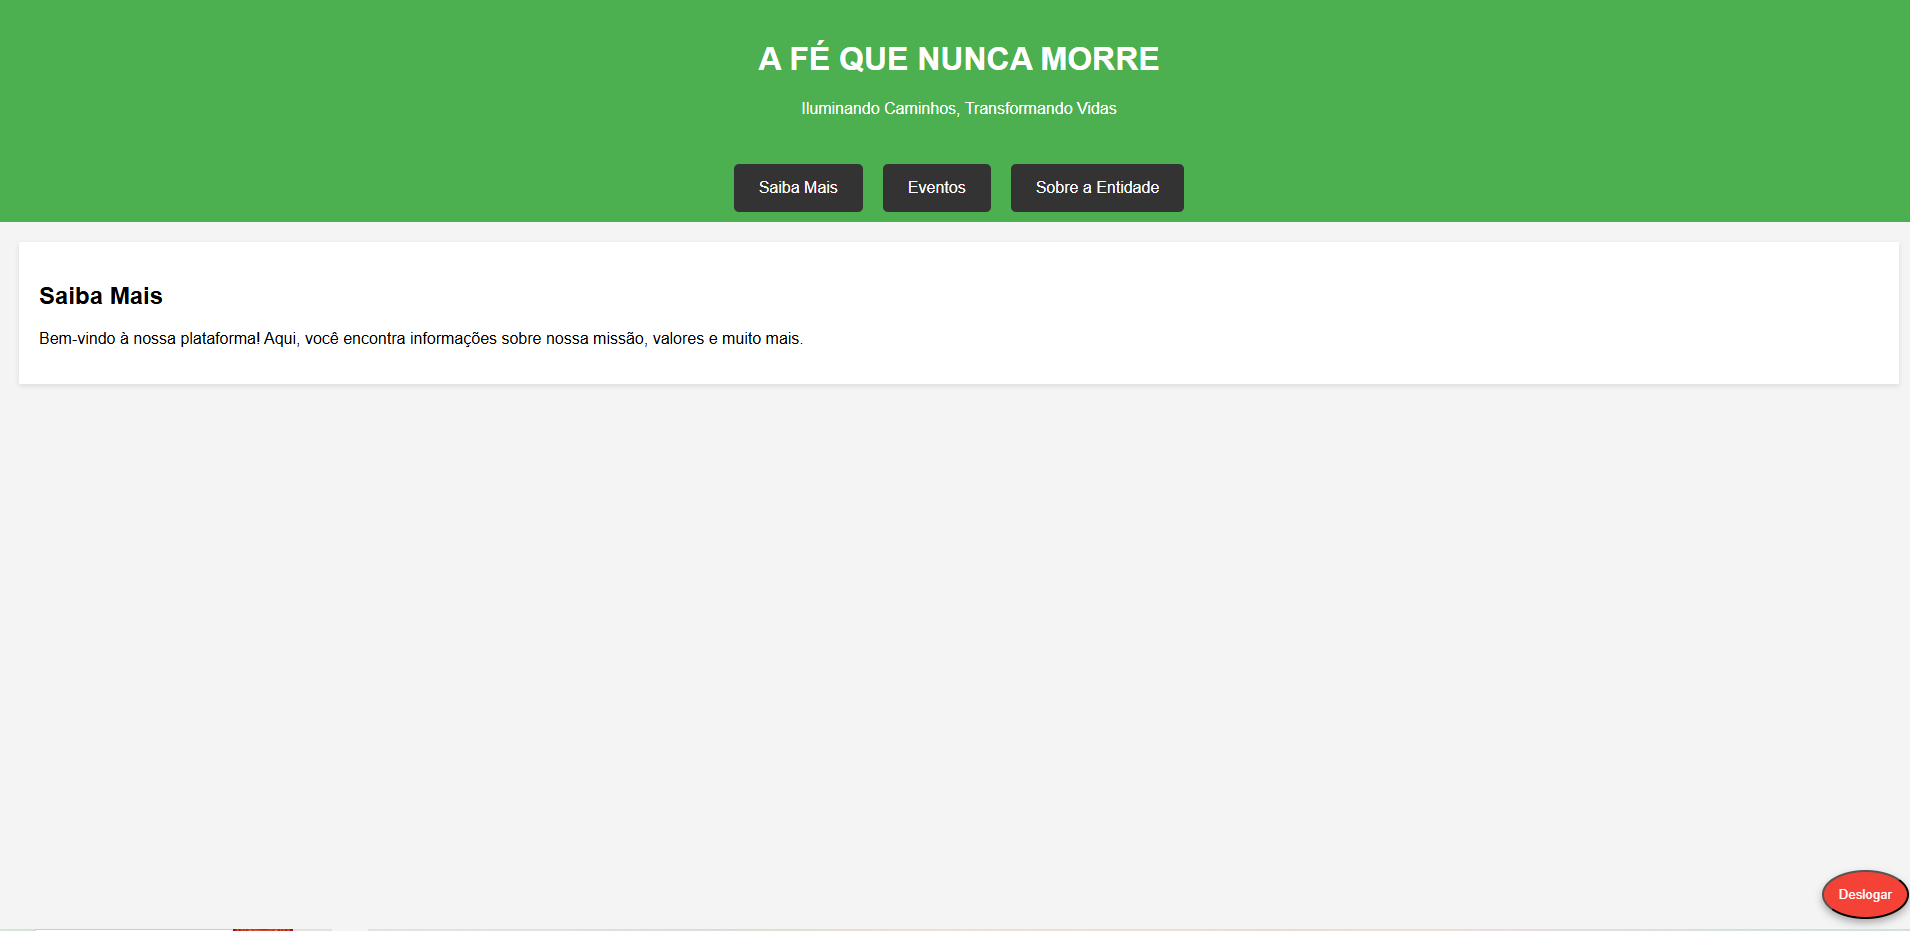 A FÉ QUE NUNCA MORRE
Iluminando Caminhos, Transformando Vidas
Saiba Mais
Eventos
Sobre a Entidade
Saiba Mais
Bem-vindo à nossa plataforma! Aqui, você encontra informações sobre nossa missão, valores e muito mais.
Deslogar